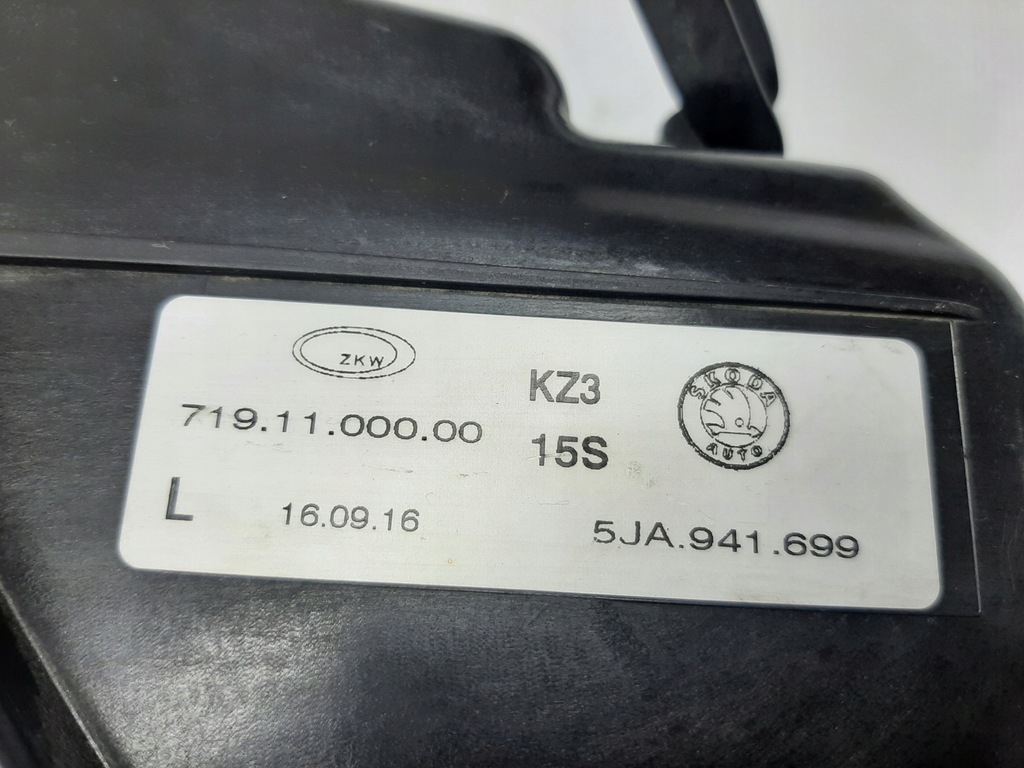 ZKW
719.11.000.00
L
16.09.16
KZ3
15S
SKODA
AUTO
5JA.941.699